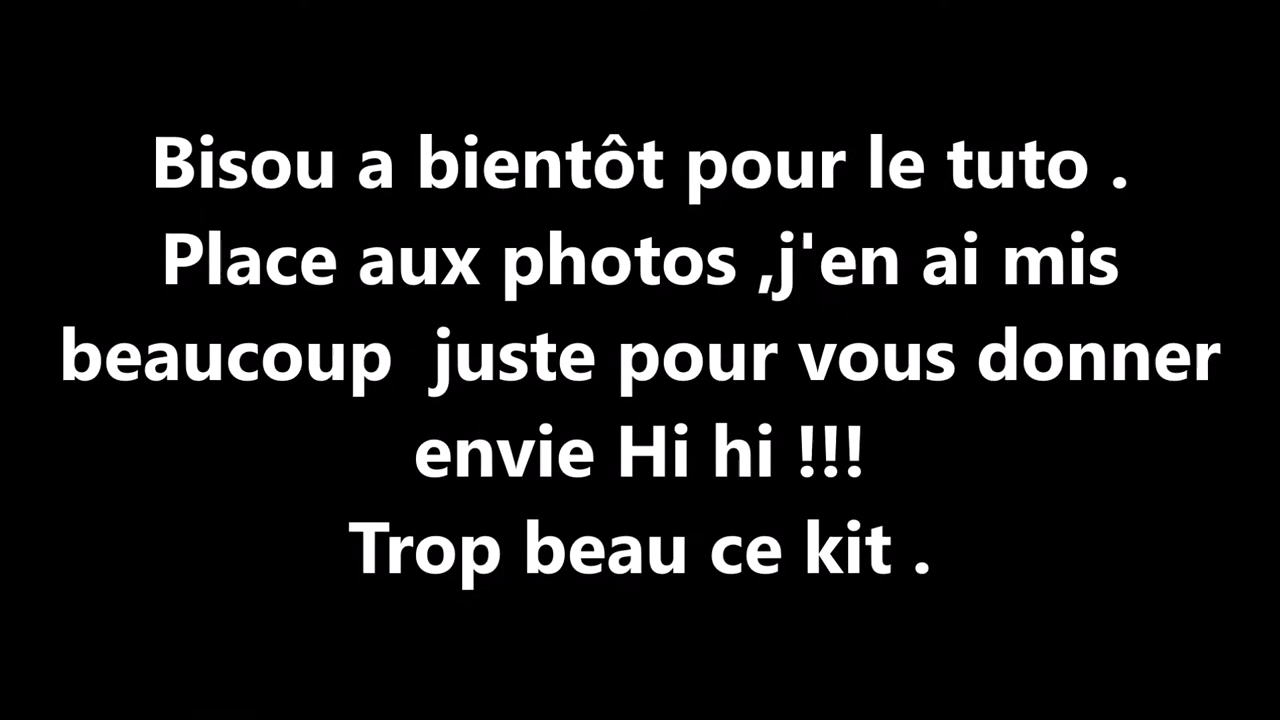 Bisou a bientôt pour le tuto .
Place aux photos ,j'en ai mis
beaucoup  juste pour vous donner
envie Hi hi !!!
Trop beau ce kit .